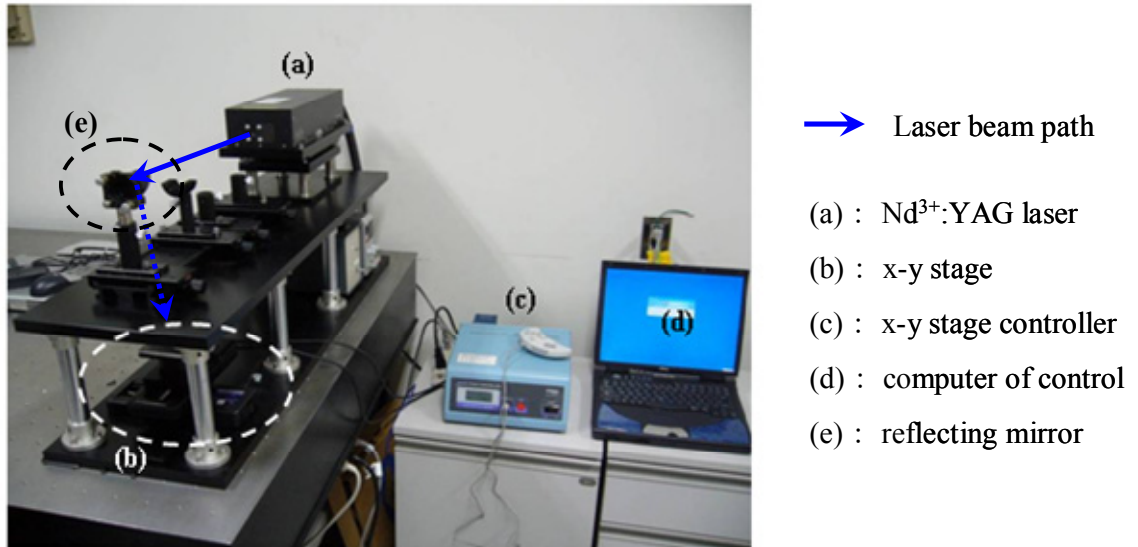 (a)
(e)
(c)
(d)
(b)
Laser beam path
(a) : Nd³⁺:YAG laser
(b) : x-y stage
(c) : x-y stage controller
(d) : computer of control
(e) : reflecting mirror